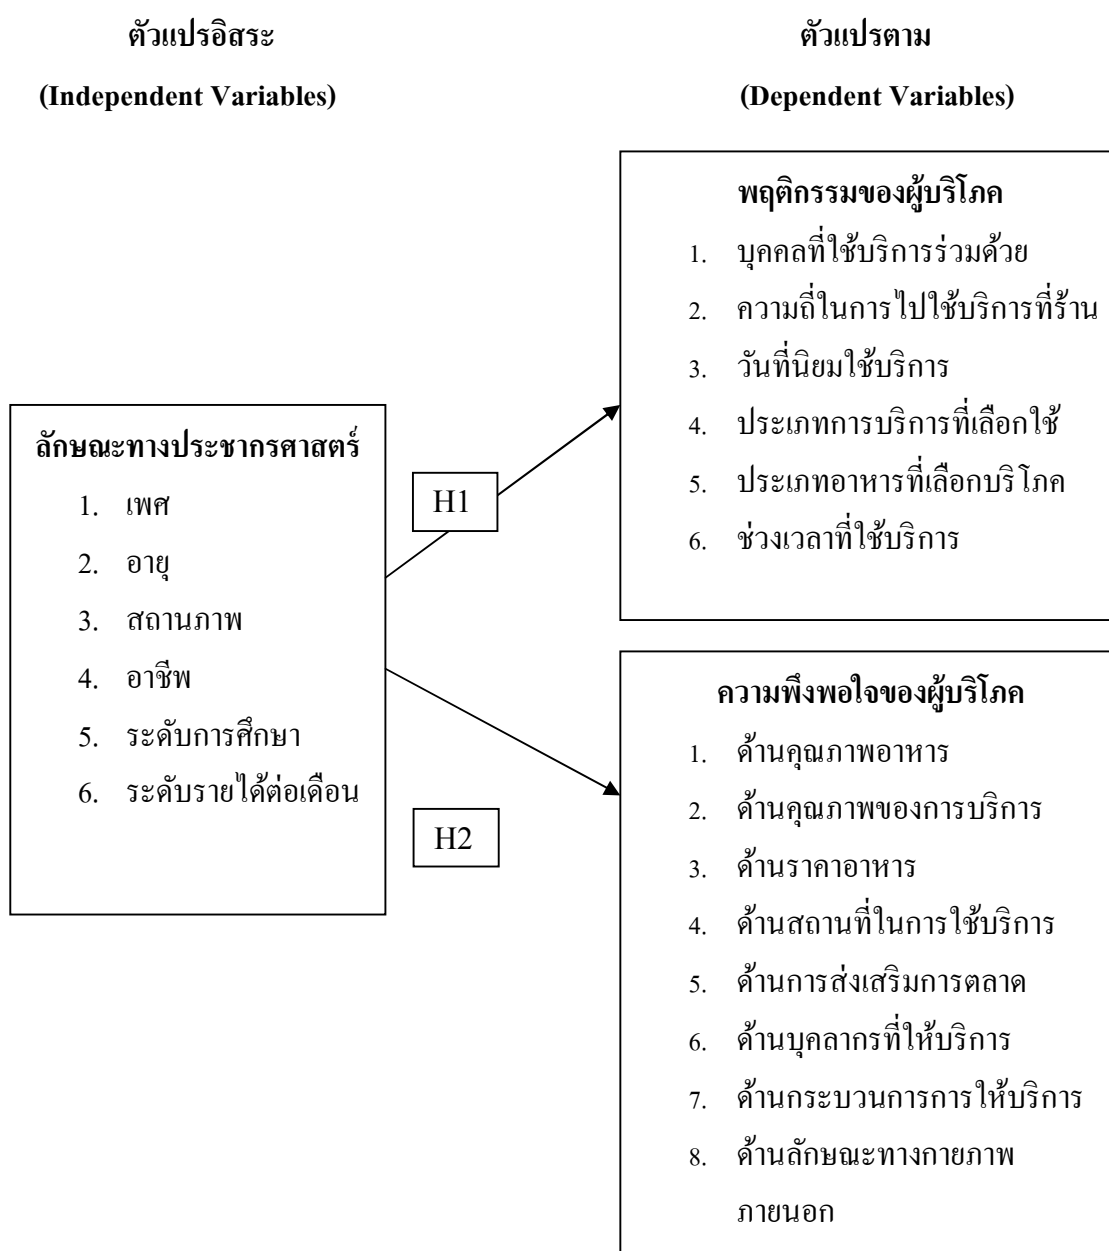 ตัวแปรอิสระ
(Independent Variables)
ตัวแปรตาม
(Dependent Variables)
ลักษณะทางประชากรศาสตร์
1. เพศ
2. อายุ
3. สถานภาพ
4. อาชีพ
5. ระดับการศึกษา
6. ระดับรายได้ต่อเดือน
H1
H2
พฤติกรรมของผู้บริโภค
1. บุคคลที่ใช้บริการร่วมด้วย
2. ความถี่ในการไปใช้บริการที่ร้าน
3. วันที่นิยมใช้บริการ
4. ประเภทการบริการที่เลือกใช้
5. ประเภทอาหารที่เลือกบริโภค
6. ช่วงเวลาที่ใช้บริการ
ความพึงพอใจของผู้บริโภค
1. ด้านคุณภาพอาหาร
2. ด้านคุณภาพของการบริการ
3. ด้านราคาอาหาร
4. ด้านสถานที่ในการใช้บริการ
5. ด้านการส่งเสริมการตลาด
6. ด้านบุคลากรที่ให้บริการ
7. ด้านกระบวนการการให้บริการ
8. ด้านลักษณะทางกายภาพ
ภายนอก